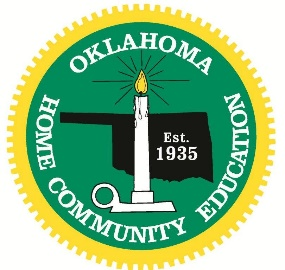 OKLAHOMA
HOME COMMUNITY EDUCATION
Est.
1935